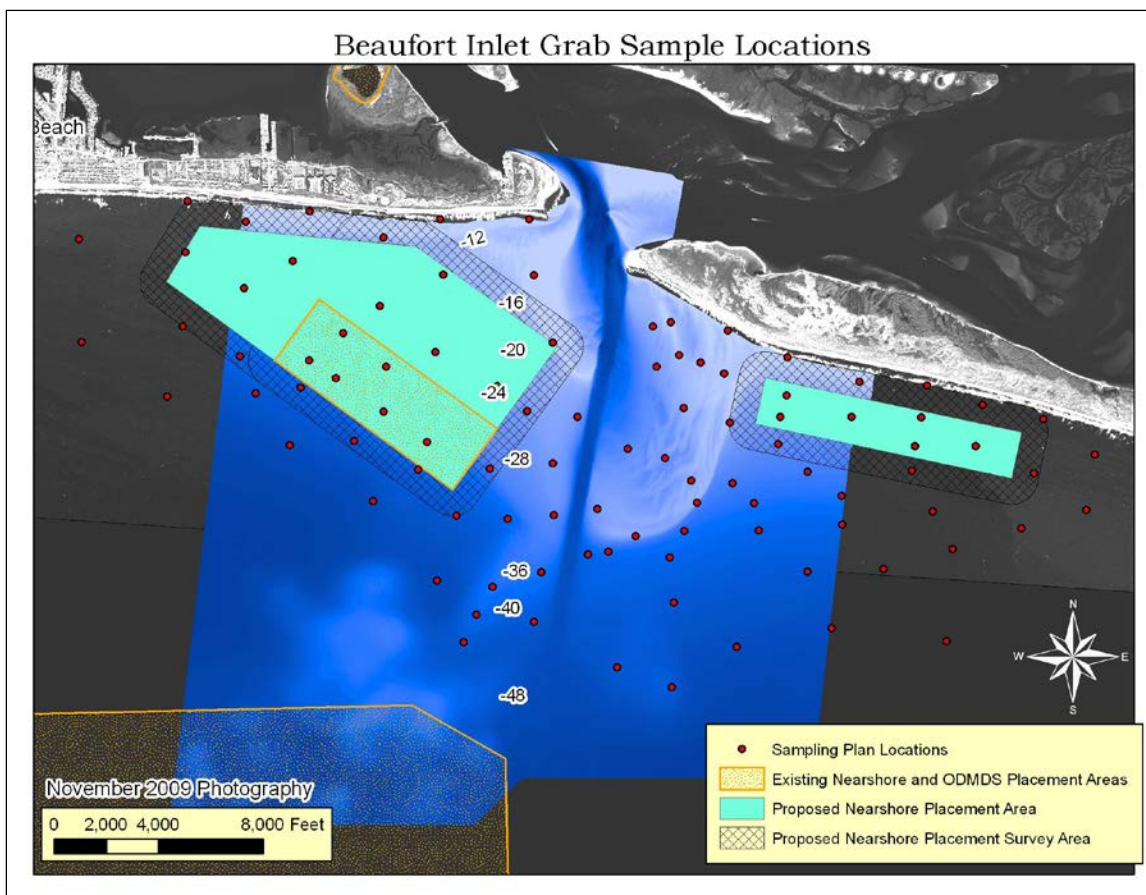 Beaufort Inlet Grab Sample Locations
Beach
-12
-16
-20
-24
-28
-36
-40
-48
N
W E
S
November 2009 Photography
0 2,000 4,000 8,000 Feet
Sampling Plan Locations
Existing Nearshore and ODMDS Placement Areas
Proposed Nearshore Placement Area
Proposed Nearshore Placement Survey Area